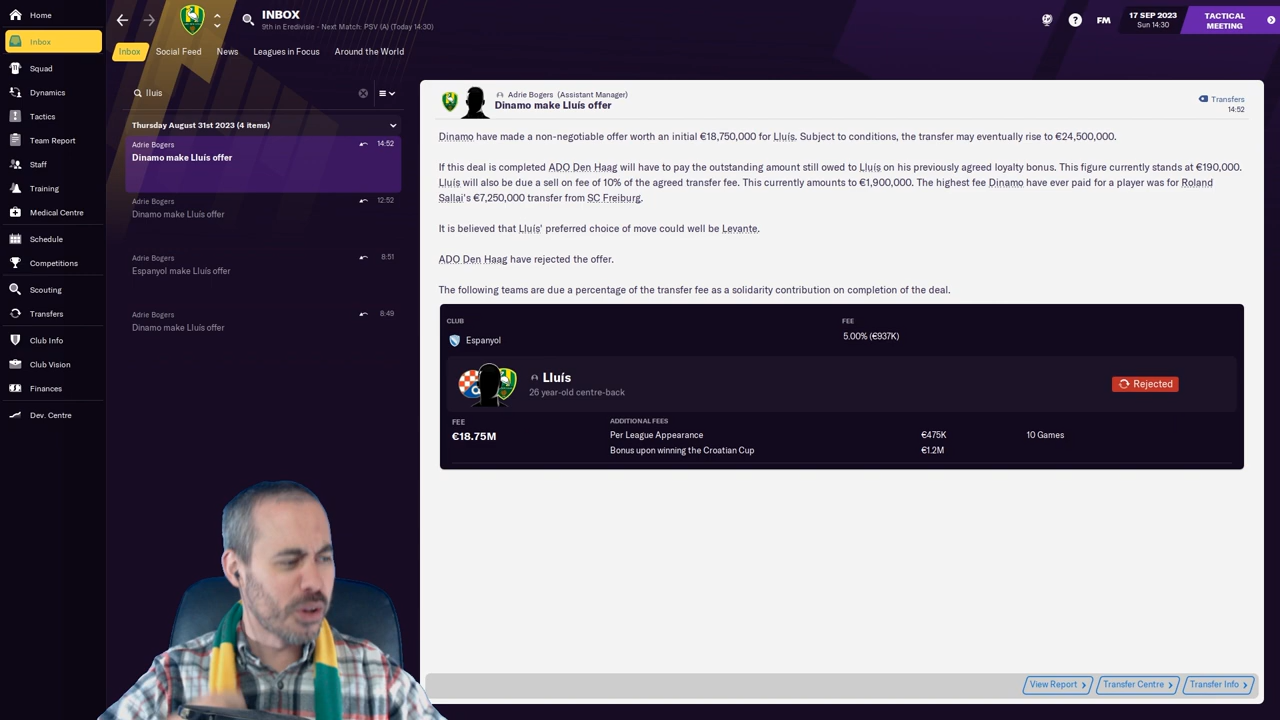 Home
Inbox
Squad
Dynamics
Tactics
Team Report
Staff
Training
Medical Centre
Schedule
Competitions
Scouting
Transfers
Club Info
Club Vision
Finances
Dev. Centre
INBOX
9th in Eredivisie - Next Match: PSV (A) (Today 14:30)
FM
17 SEP 2023
Sun 14:30
TACTICAL
MEETING
Inbox Social Feed News Leagues in Focus Around the World
lluis
Thursday August 31st 2023 (4 items)
Adrie Bogers 14:52
Dinamo make Lluís offer
Adrie Bogers 12:52
Dinamo make Lluís offer
Adrie Bogers 8:51
Espanyol make Lluís offer
Adrie Bogers 8:49
Dinamo make Lluís offer
Adrie Bogers (Assistant Manager)
Dinamo make Lluís offer
Transfers
14:52
Dinamo have made a non-negotiable offer worth an initial €18,750,000 for Lluís. Subject to conditions, the transfer may eventually rise to €24,500,000.
If this deal is completed ADO Den Haag will have to pay the outstanding amount still owed to Lluís on his previously agreed loyalty bonus. This figure currently stands at €190,000.
Lluís will also be due a sell on fee of 10% of the agreed transfer fee. This currently amounts to €1,900,000. The highest fee Dinamo have ever paid for a player was for Roland
Sallai's €7,250,000 transfer from SC Freiburg.
It is believed that Lluís' preferred choice of move could well be Levante.
ADO Den Haag have rejected the offer.
The following teams are due a percentage of the transfer fee as a solidarity contribution on completion of the deal.
CLUB FEE
Espanyol 5.00% (€937K)
Lluís
26 year-old centre-back
Rejected
FEE
€18.75M
ADDITIONAL FEES
Per League Appearance €475K 10 Games
Bonus upon winning the Croatian Cup €1.2M
View Report Transfer Centre Transfer Info